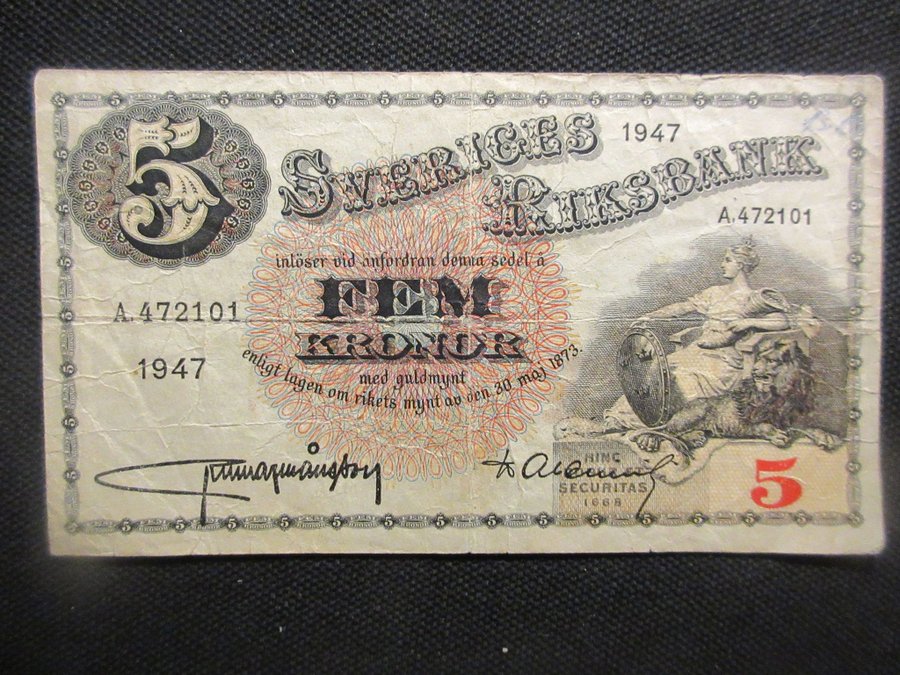 5
SVERIGES
RIKSBANK
1947
A.472101
inlöser vid anfordran denna sedel å
FEM
KRONOR
med guldmynt
enligt lagen om rikets mynt av den 30 maj 1873.
A.472101
1947
HINC
SECURITAS
1668
5